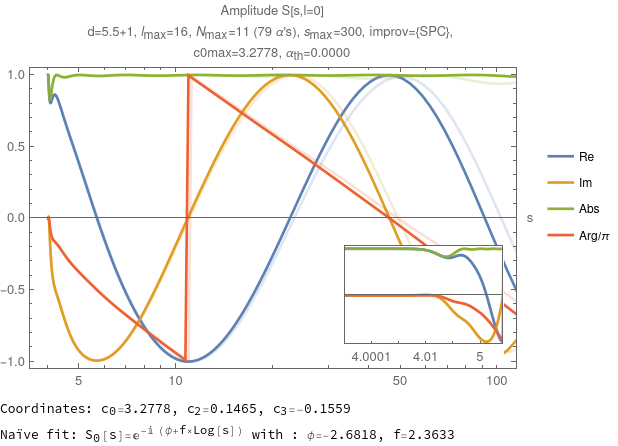 Amplitude S[s,l=0]
d=5.5+1, lmax=16, Nmax=11 (79 α's), smax=300, improv={SPC},
c0max=3.2778, αth=0.0000
1.0
0.5
0.0
−0.5
−1.0
5
10
50
100
s
Re
Im
Abs
Arg/π
4.0001
4.01
5
Coordinates: c0=3.2778, c2=0.1465, c3=−0.1559
Naïve fit: S0[s]=ⅇ^−ⅈ (ϕ+f×Log[s]) with : ϕ=−2.6818, f=2.3633